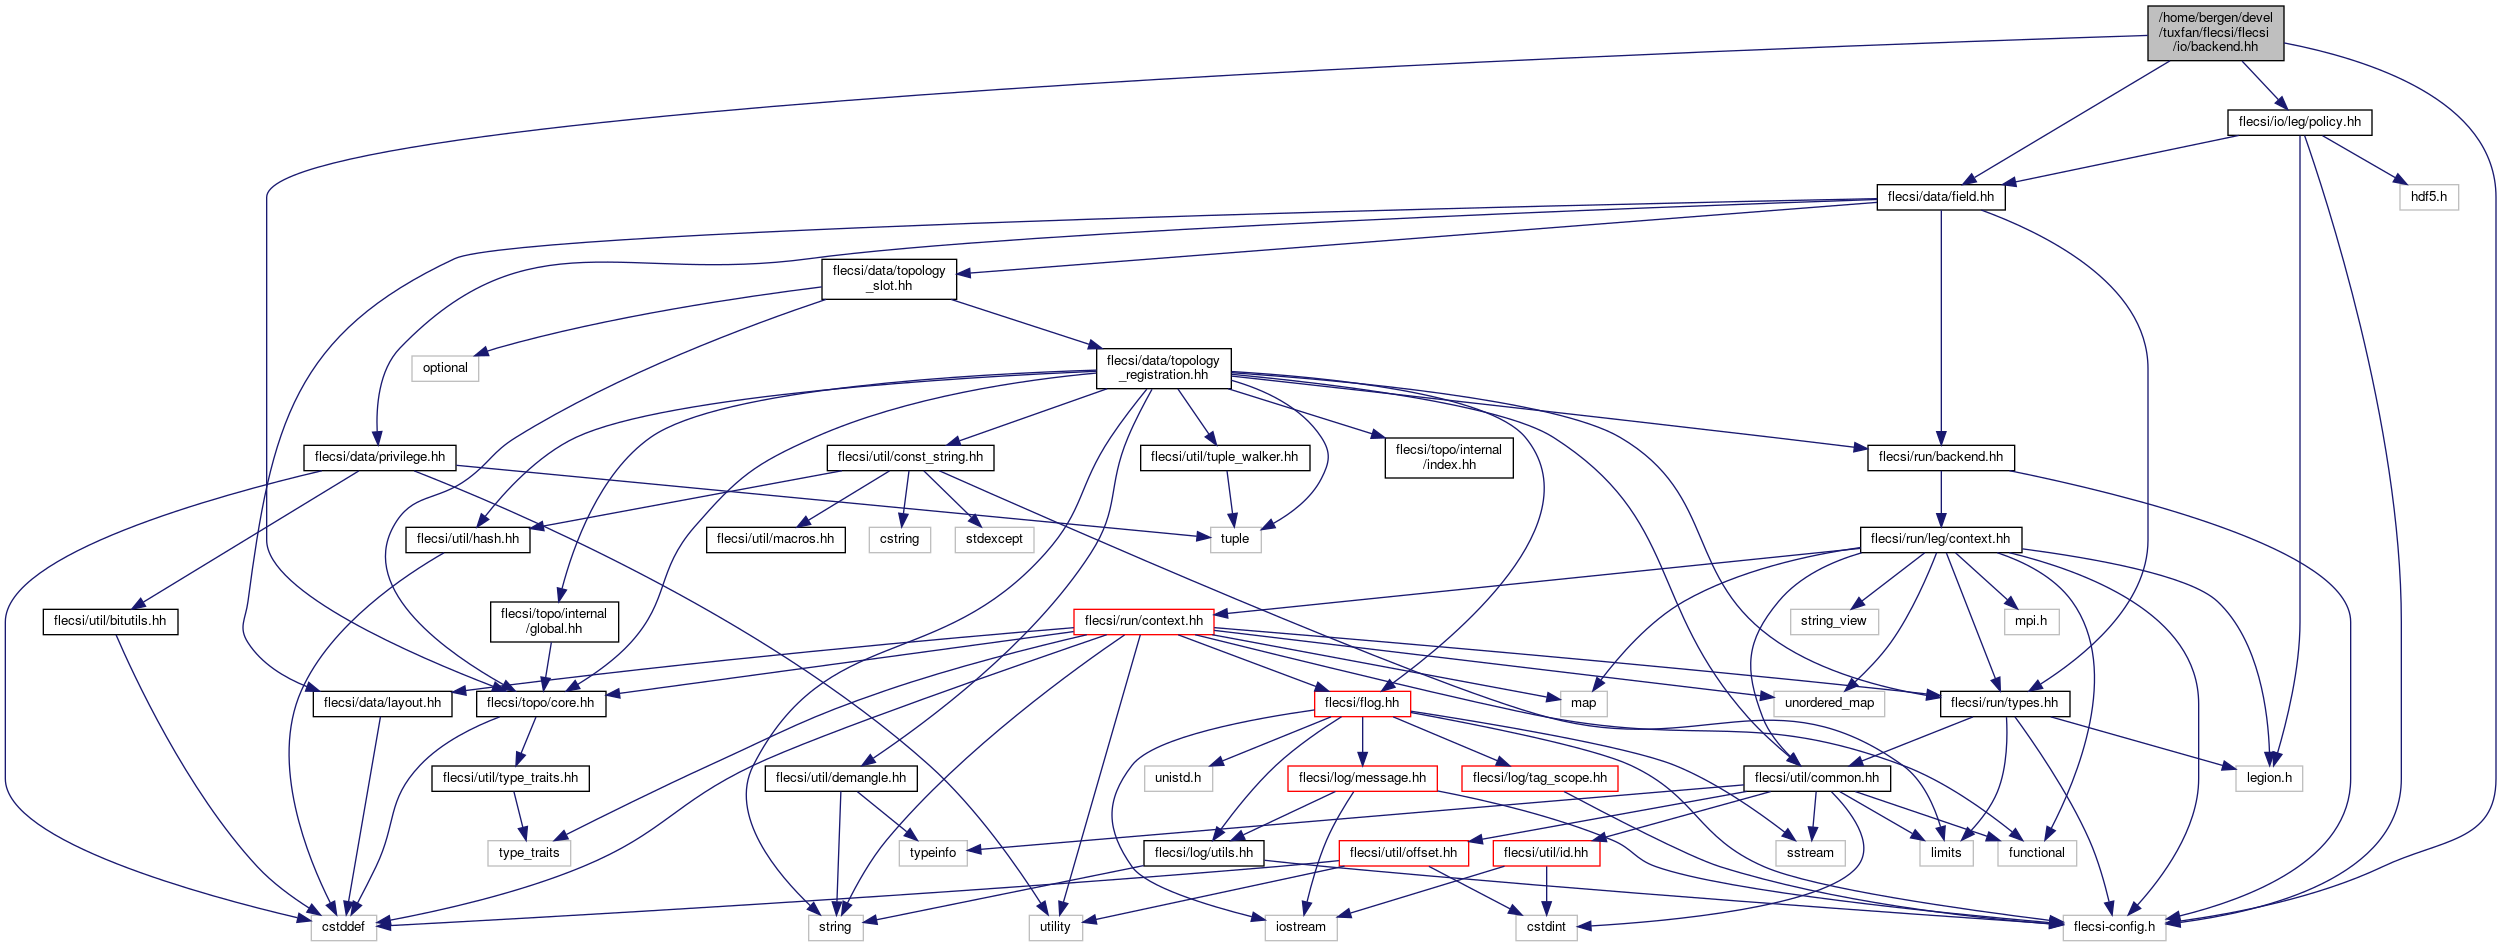 /home/bergen/devel
/tuxfan/flecsi/flecsi
/io/backend.hh
flecsi/io/leg/policy.hh
flecsi/data/field.hh
hdf5.h
flecsi/data/topology
_slot.hh
optional
flecsi/data/topology
_registration.hh
flecsi/data/privilege.hh
flecsi/util/const_string.hh
flecsi/util/tuple_walker.hh
flecsi/topo/internal
/index.hh
flecsi/run/backend.hh
flecsi/util/hash.hh
flecsi/util/macros.hh
cstring
stdexcept
tuple
flecsi/run/leg/context.hh
flecsi/util/bitutils.hh
flecsi/topo/internal
/global.hh
flecsi/run/context.hh
string_view
mpi.h
flecsi/data/layout.hh
flecsi/topo/core.hh
flecsi/flog.hh
map
unordered_map
flecsi/run/types.hh
flecsi/util/type_traits.hh
flecsi/util/demangle.hh
unistd.h
flecsi/log/message.hh
flecsi/log/tag_scope.hh
flecsi/util/common.hh
legion.h
type_traits
typeinfo
flecsi/log/utils.hh
flecsi/util/offset.hh
flecsi/util/id.hh
sstream
limits
functional
cstddef
string
utility
iostream
cstdint
flecsi-config.h